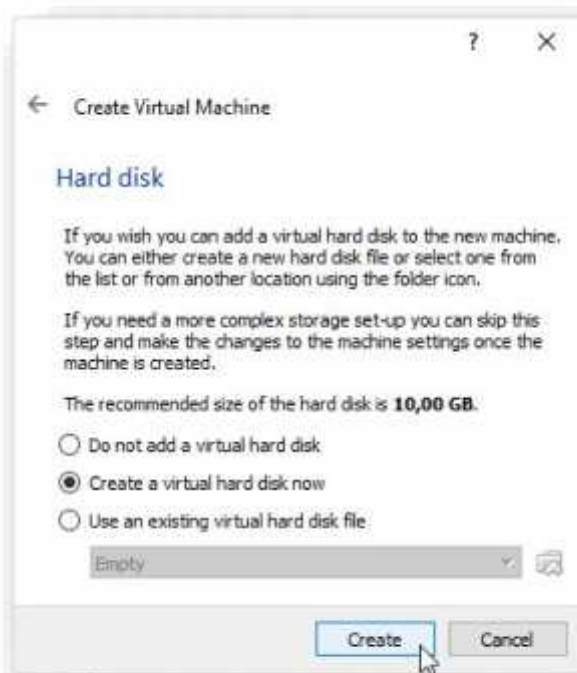 ?
Create Virtual Machine
Hard disk
If you wish you can add a virtual hard disk to the new machine.
You can either create a new hard disk file or select one from
the list or from another location using the folder icon.
If you need a more complex storage set-up you can skip this
step and make the changes to the machine settings once the
machine is created.
The recommended size of the hard disk is 10,00 GB.
Do not add a virtual hard disk
Create a virtual hard disk now
Use an existing virtual hard disk file
Empty
Create Cancel